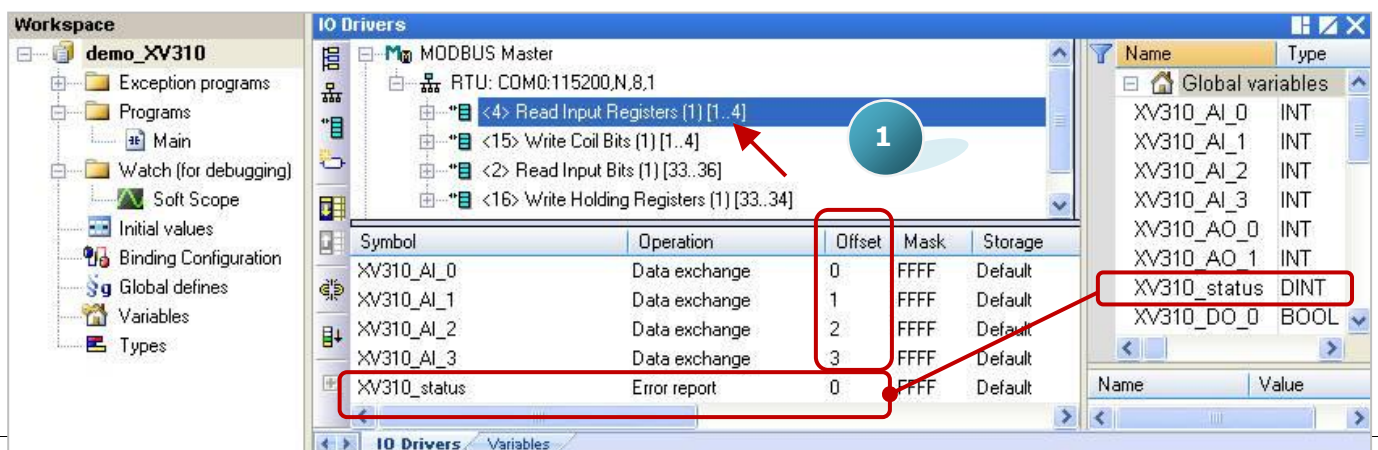 Workspace
demo_XV310
Exception programs
Programs
Main
Watch (for debugging)
Soft Scope
Initial values
Binding Configuration
Global defines
Variables
Types
IO Drivers
MODBUS Master
RTU: COM0:115200,N,8,1
<4> Read Input Registers (1) [1..4]
<15> Write Coil Bits (1) [1..4]
<2> Read Input Bits (1) [33..36]
<16> Write Holding Registers (1) [33..34]
1
Symbol Operation Offset Mask Storage
XV310_AI_0 Data exchange 0 FFFF Default
XV310_AI_1 Data exchange 1 FFFF Default
XV310_AI_2 Data exchange 2 FFFF Default
XV310_AI_3 Data exchange 3 FFFF Default
XV310_status Error report 0 FFFF Default
IO Drivers Variables
Name Type
Global variables
XV310_AI_0 INT
XV310_AI_1 INT
XV310_AI_2 INT
XV310_AI_3 INT
XV310_AO_0 INT
XV310_AO_1 INT
XV310_status DINT
XV310_DO_0 BOOL
Name Value